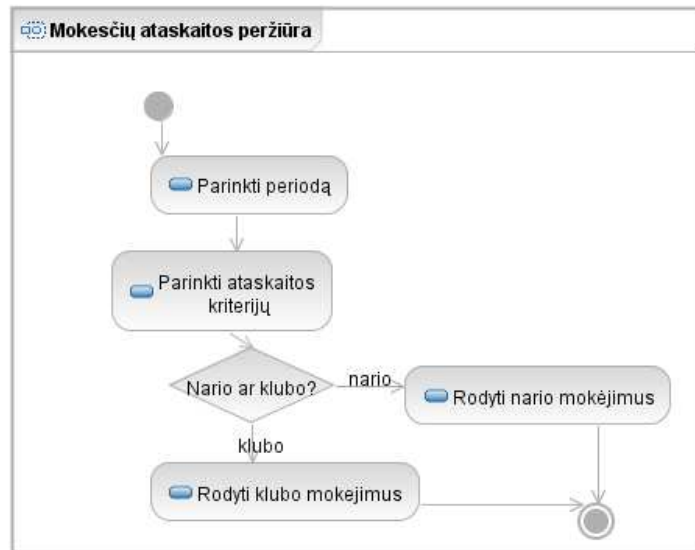 Mokesčių ataskaitos peržiūra
Parinkti periodą
Parinkti ataskaitos
kriterijų
Nario ar klubo?
nario
Rodyti nario mokėjimus
klubo
Rodyti klubo mokejimus